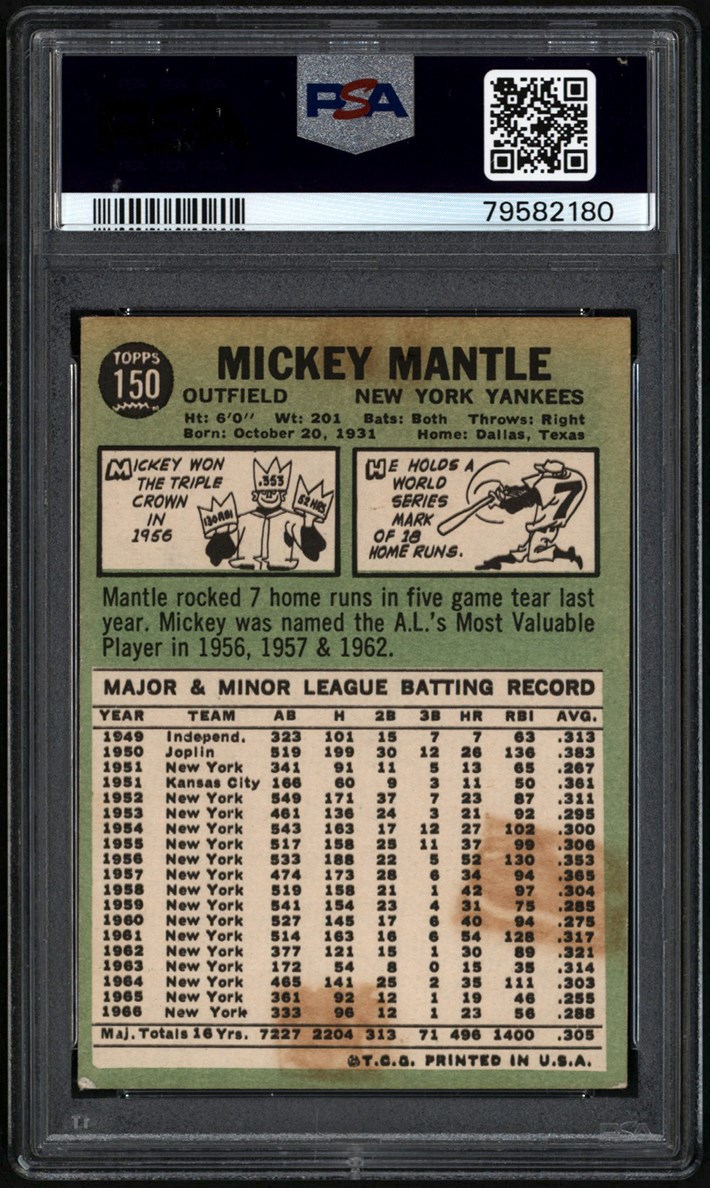 PSA
79582180
TOPPS
150
MICKEY MANTLE
OUTFIELD NEW YORK YANKEES
Ht: 6'0" Wt: 201 Bats: Both Throws: Right
Born: October 20, 1931 Home: Dallas, Texas
MICKEY WON
THE TRIPLE
CROWN
IN
1956
.353
130 RBI
52 HRS
HE HOLDS A
WORLD
SERIES
MARK
OF 18
HOME RUNS.
7
Mantle rocked 7 home runs in five game tear last
year. Mickey was named the A.L.'s Most Valuable
Player in 1956, 1957 & 1962.
MAJOR & MINOR LEAGUE BATTING RECORD
YEAR TEAM AB H 2B 3B HR RBI AVG.
1949 Independ. 323 101 15 7 7 63 .313
1950 Joplin 519 199 30 12 26 136 .383
1951 New York 341 91 11 5 13 65 .267
1951 Kansas City 166 60 9 3 11 50 .361
1952 New York 549 171 37 7 23 87 .311
1953 New York 461 136 24 3 21 92 .295
1954 New York 543 163 17 12 27 102 .300
1955 New York 517 158 25 11 37 99 .306
1956 New York 533 188 22 5 52 130 .353
1957 New York 474 173 28 6 34 94 .365
1958 New York 519 158 21 1 42 97 .304
1959 New York 541 154 23 4 31 75 .285
1960 New York 527 145 17 6 40 94 .275
1961 New York 514 163 16 6 54 128 .317
1962 New York 377 121 15 1 30 89 .321
1963 New York 172 54 8 0 15 35 .314
1964 New York 465 141 25 2 35 111 .303
1965 New York 361 92 12 1 19 46 .255
1966 New York 333 96 12 1 23 56 .288
Maj. Totals 16 Yrs. 7227 2204 313 71 496 1400 .305
©T.C.G. PRINTED IN U.S.A.
PSA